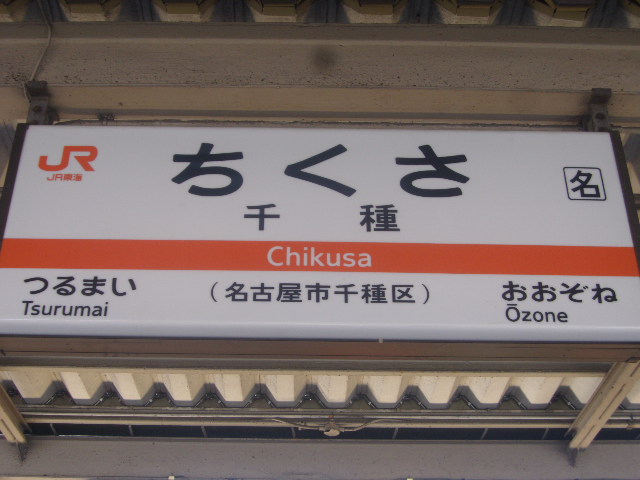 JR
JR東海
ちくさ
名
千種
Chikusa
つるまい
Tsurumai
(名古屋市千種区)
おおぞね
Ōzone